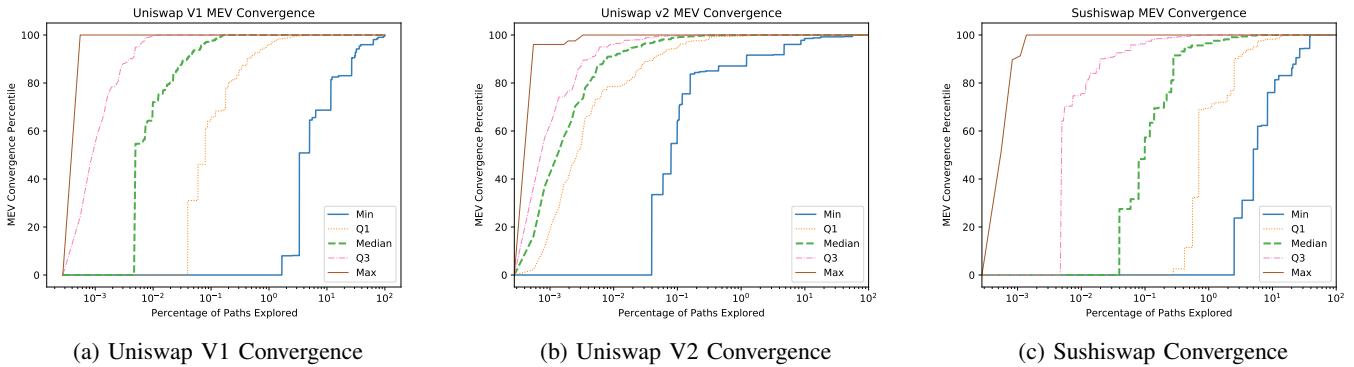 Uniswap V1 MEV Convergence
MEV Convergence Percentile
100
80
60
40
20
0
Min
Q1
Median
Q3
Max
10⁻³ 10⁻² 10⁻¹ 10⁰ 10¹ 10²
Percentage of Paths Explored
(a) Uniswap V1 Convergence
Uniswap v2 MEV Convergence
MEV Convergence Percentile
100
80
60
40
20
0
Min
Q1
Median
Q3
Max
10⁻³ 10⁻² 10⁻¹ 10⁰ 10¹ 10²
Percentage of Paths Explored
(b) Uniswap V2 Convergence
Sushiswap MEV Convergence
MEV Convergence Percentile
100
80
60
40
20
0
Min
Q1
Median
Q3
Max
10⁻³ 10⁻² 10⁻¹ 10⁰ 10¹ 10²
Percentage of Paths Explored
(c) Sushiswap Convergence